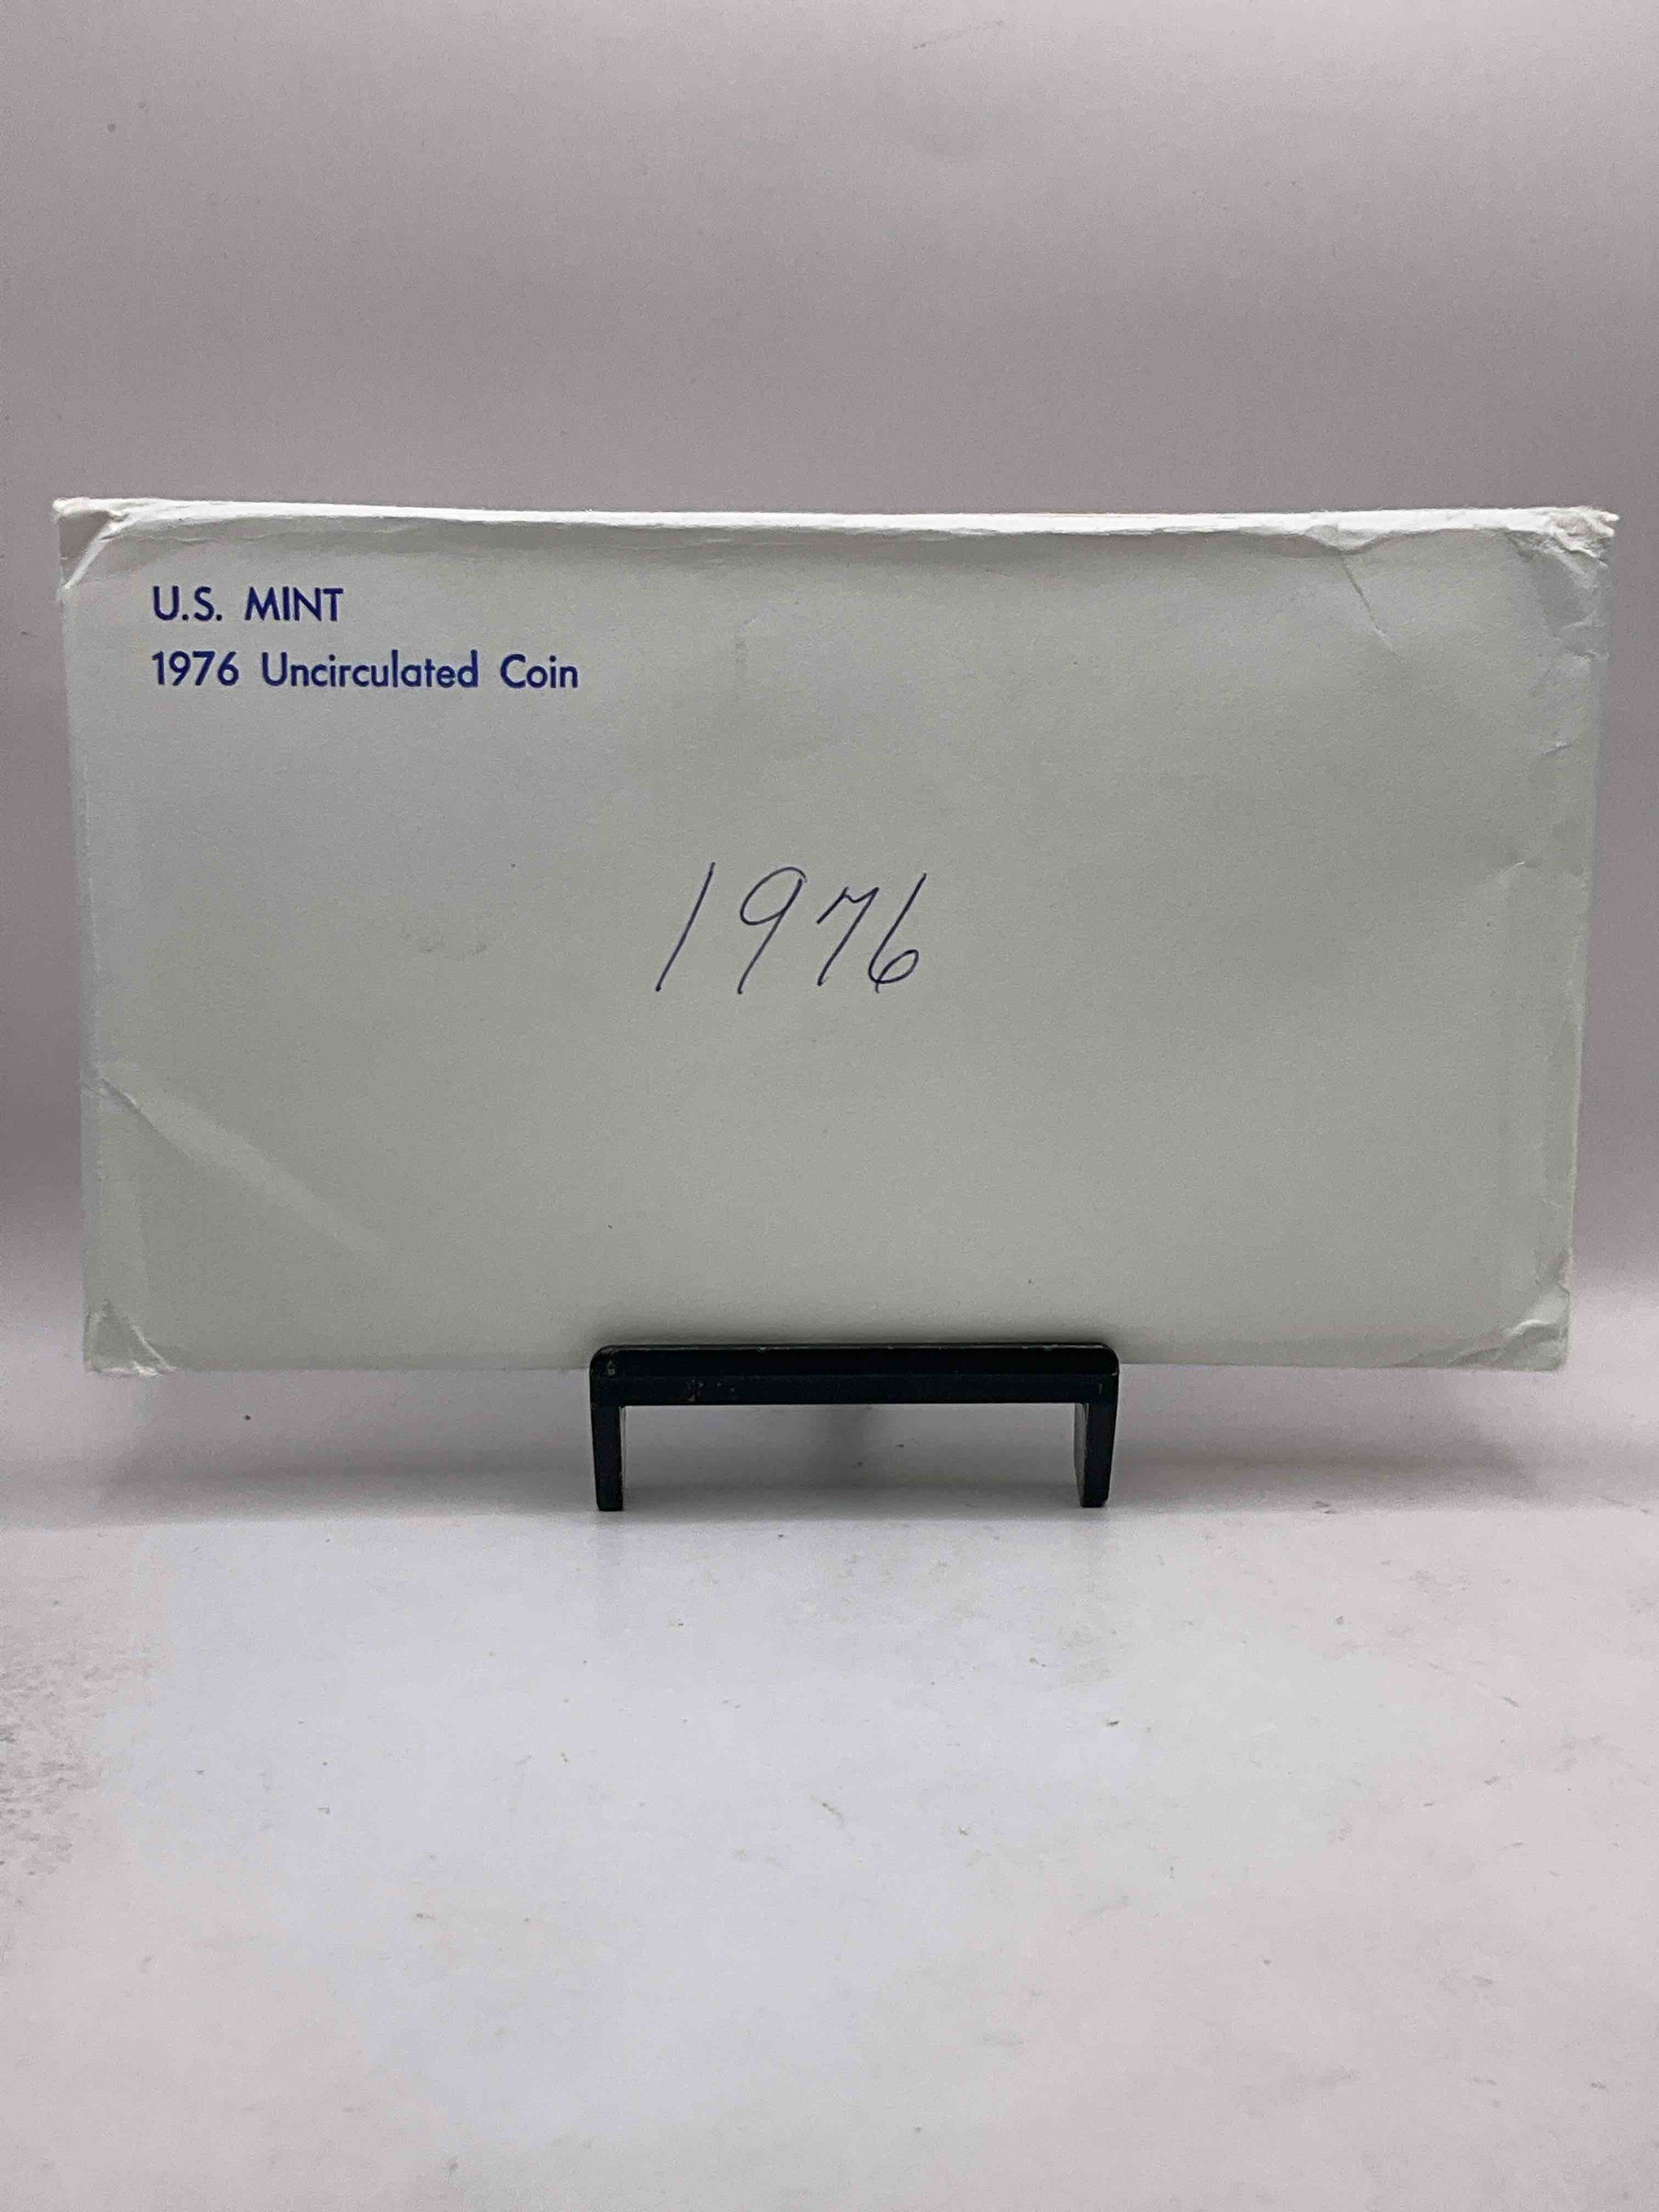 U.S. MINT
1976 Uncirculated Coin
1976